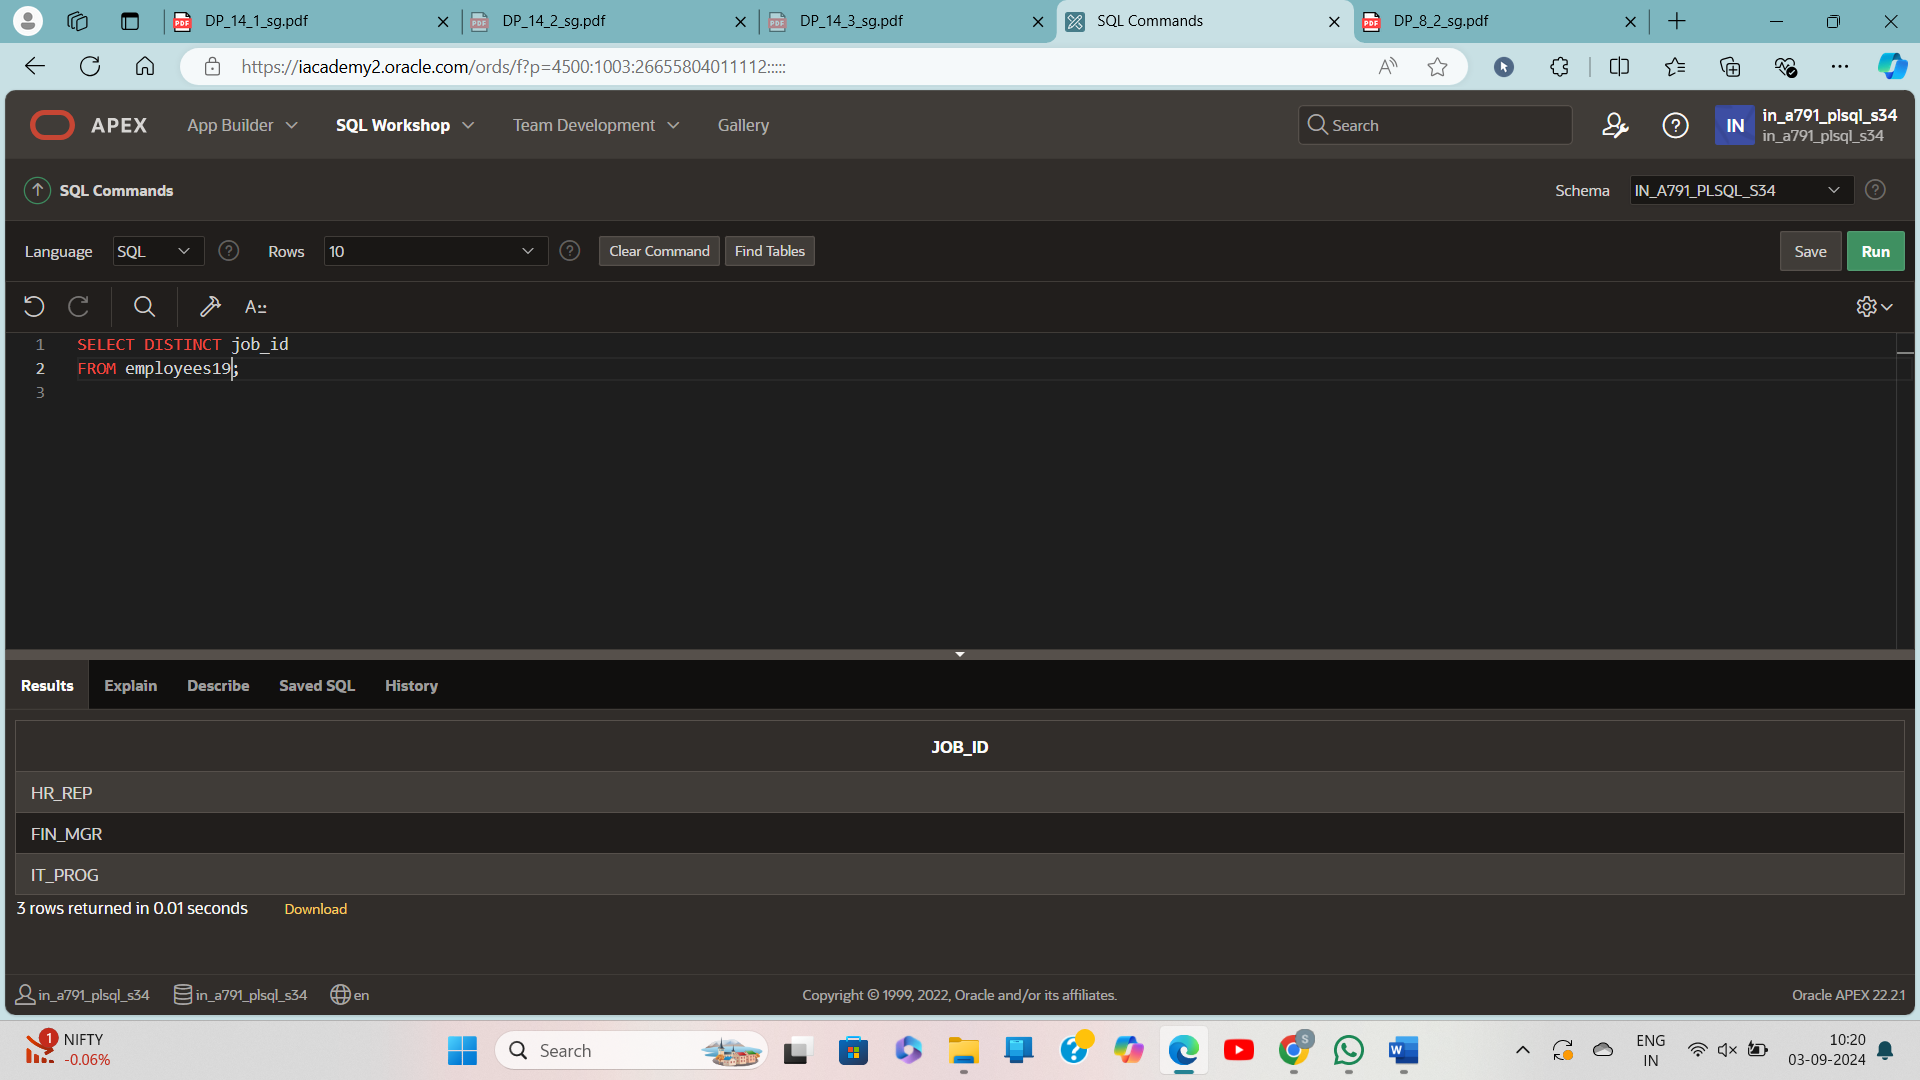 DP_14_1_sg.pdf
DP_14_2_sg.pdf
DP_14_3_sg.pdf
SQL Commands
DP_8_2_sg.pdf
https://iacademy2.oracle.com/ords/f?p=4500:1003:26655804011112:::::
APEX
App Builder
SQL Workshop
Team Development
Gallery
Search
IN
in_a791_plsql_s34
in_a791_plsql_s34
SQL Commands
Schema
IN_A791_PLSQL_S34
Language
SQL
Rows
10
Clear Command
Find Tables
Save
Run
1 SELECT DISTINCT job_id
2 FROM employees19;
3
Results
Explain
Describe
Saved SQL
History
JOB_ID
HR_REP
FIN_MGR
IT_PROG
3 rows returned in 0.01 seconds
Download
in_a791_plsql_s34
in_a791_plsql_s34
en
Copyright © 1999, 2022, Oracle and/or its affiliates.
Oracle APEX 22.2.1
1
NIFTY
-0.06%
Search
S
ENG
IN
10:20
03-09-2024